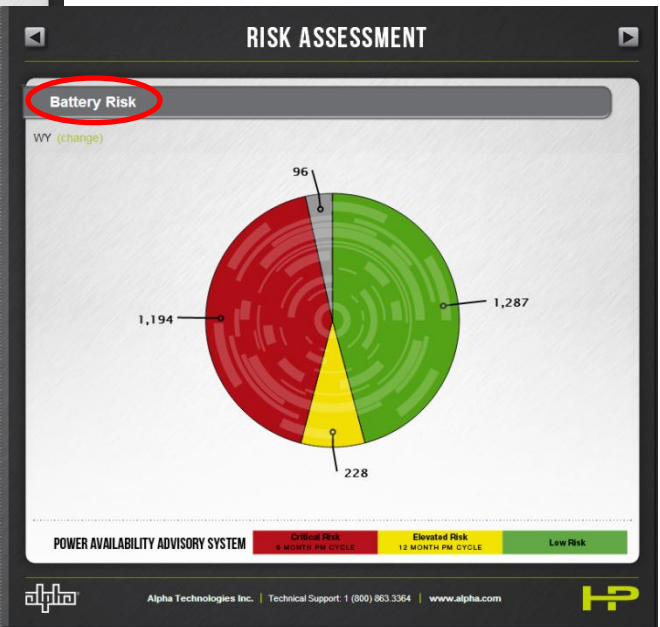 RISK ASSESSMENT
Battery Risk
WY (change)
96
1,287
1,194
228
POWER AVAILABILITY ADVISORY SYSTEM
Critical Risk
6 MONTH PM CYCLE
Elevated Risk
12 MONTH PM CYCLE
Low Risk
alpha
Alpha Technologies Inc. | Technical Support: 1 (800) 863.3364 | www.alpha.com
HP